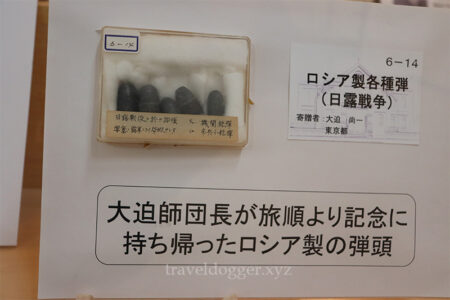 6-14
6-14
ロシア製各種弾
(日露戦争)
寄贈者:大迫 尚一
東京都
大迫師団長が旅順より記念に
持ち帰ったロシア製の弾頭
traveldogger.xyz